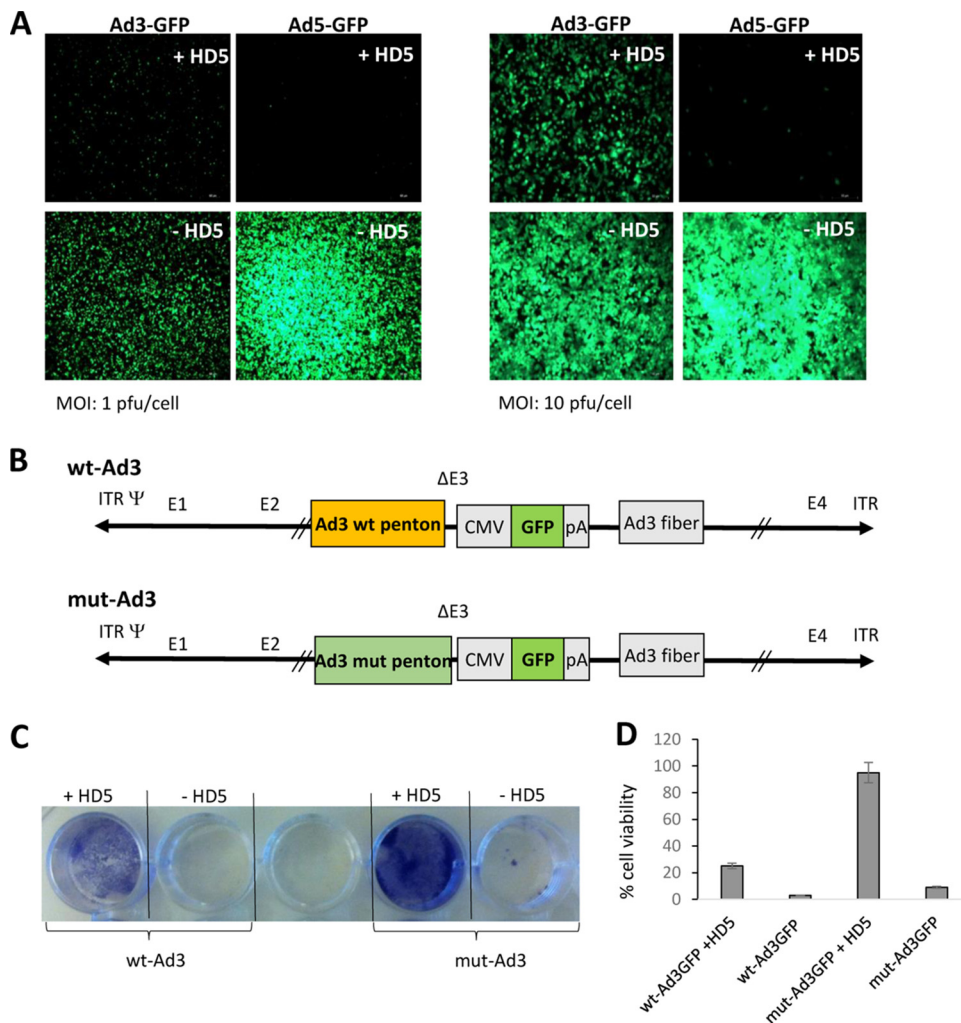 A
Ad3-GFP Ad5-GFP Ad3-GFP Ad5-GFP
+ HD5 + HD5 + HD5 + HD5
- HD5 - HD5 - HD5 - HD5
MOI: 1 pfu/cell MOI: 10 pfu/cell
B
wt-Ad3
ΔE3
ITR Ψ E1 E2 E4 ITR
Ad3 wt penton CMV GFP pA Ad3 fiber
mut-Ad3
ΔE3
ITR Ψ E1 E2 E4 ITR
Ad3 mut penton CMV GFP pA Ad3 fiber
C
+ HD5 - HD5 + HD5 - HD5
wt-Ad3 mut-Ad3
D
% cell viability
120
100
80
60
40
20
0
wt-Ad3GFP +HD5
wt-Ad3GFP
mut-Ad3GFP + HD5
mut-Ad3GFP